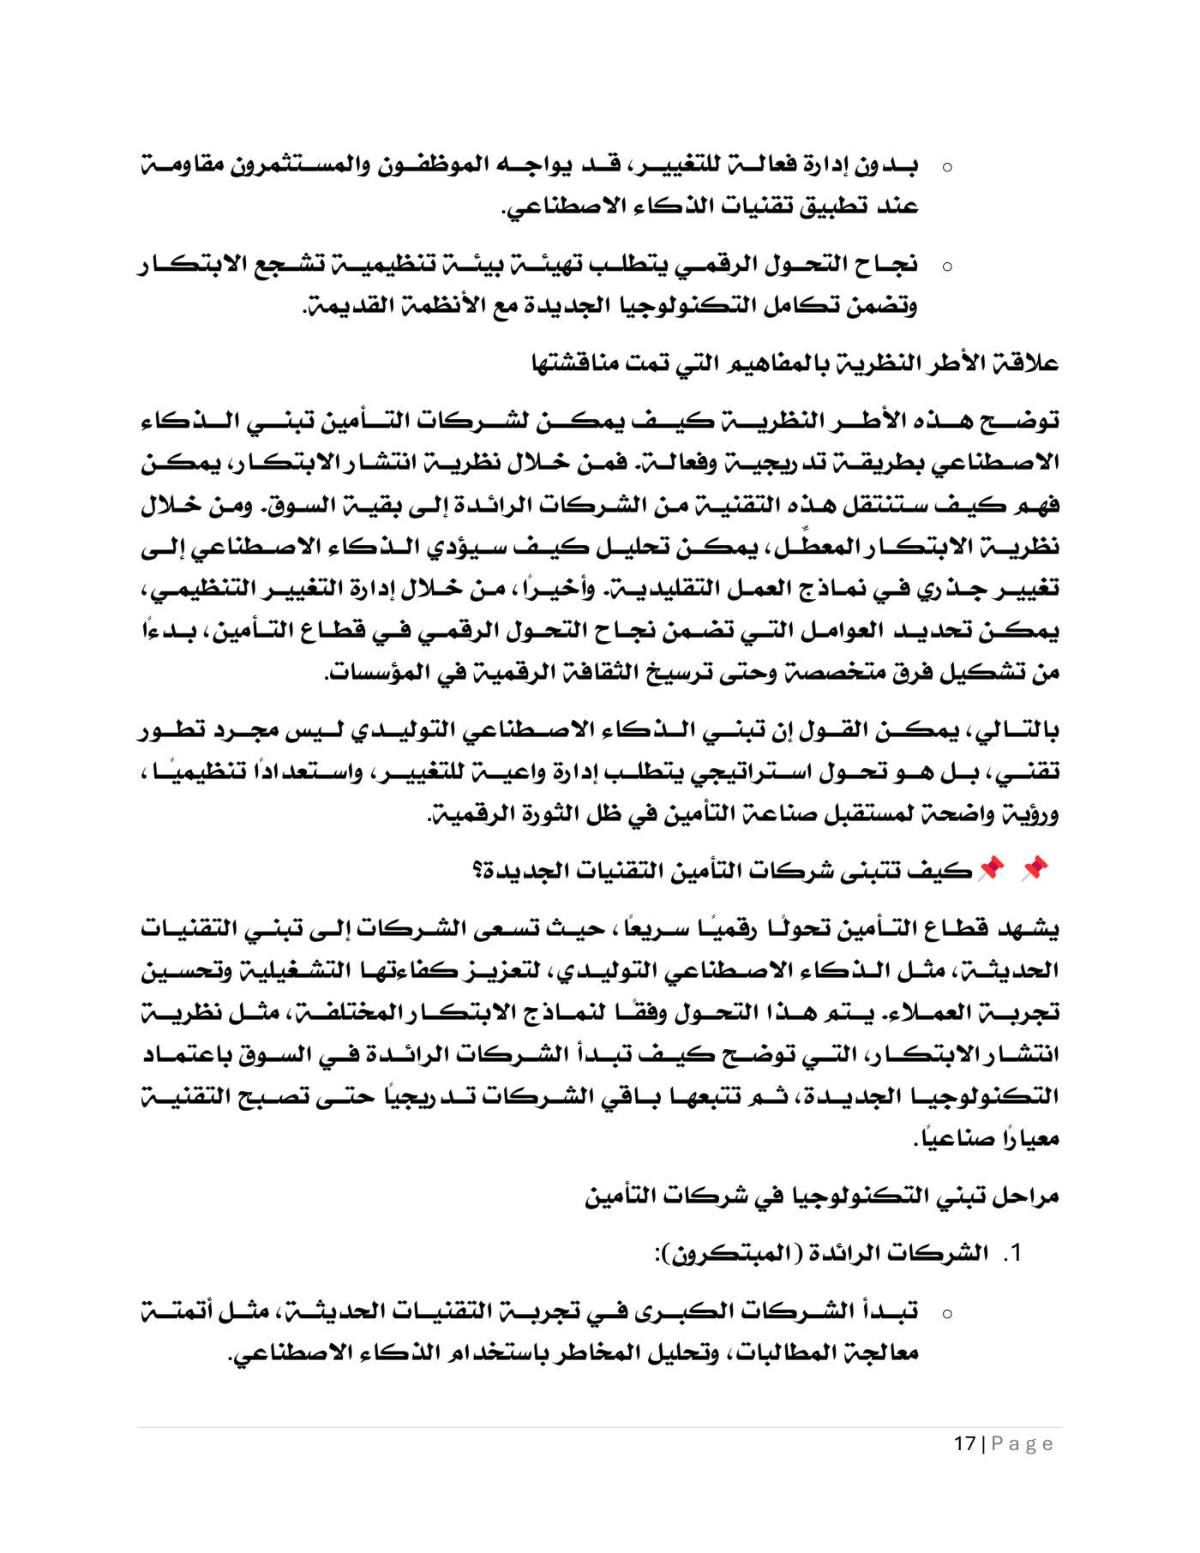 ○ بدون إدارة فعالة للتغيير، قد يواجه الموظفون والمستثمرون مقاومة
عند تطبيق تقنيات الذكاء الاصطناعي.
○ نجاح التحول الرقمي يتطلب تهيئة بيئة تنظيمية تشجع الابتكار
وتضمن تكامل التكنولوجيا الجديدة مع الأنظمة القديمة.
علاقة الأطر النظرية بالمفاهيم التي تمت مناقشتها
توضح هذه الأطر النظرية كيف يمكن لشركات التأمين تبني الذكاء
الاصطناعي بطريقة تدريجية وفعالة. فمن خلال نظرية انتشار الابتكار، يمكن
فهم كيف ستنتقل هذه التقنية من الشركات الرائدة إلى بقية السوق. ومن خلال
نظرية الابتكار المعطّل، يمكن تحليل كيف سيؤدي الذكاء الاصطناعي إلى
تغيير جذري في نماذج العمل التقليدية. وأخيرًا، من خلال إدارة التغيير التنظيمي،
يمكن تحديد العوامل التي تضمن نجاح التحول الرقمي في قطاع التأمين، بدءًا
من تشكيل فرق متخصصة وحتى ترسيخ الثقافة الرقمية في المؤسسات.
بالتالي، يمكن القول إن تبني الذكاء الاصطناعي التوليدي ليس مجرد تطور
تقني، بل هو تحول استراتيجي يتطلب إدارة واعية للتغيير، واستعدادًا تنظيميًا،
ورؤية واضحة لمستقبل صناعة التأمين في ظل الثورة الرقمية.
📌 📌 كيف تتبنى شركات التأمين التقنيات الجديدة؟
يشهد قطاع التأمين تحولًا رقميًا سريعًا، حيث تسعى الشركات إلى تبني التقنيات
الحديثة، مثل الذكاء الاصطناعي التوليدي، لتعزيز كفاءتها التشغيلية وتحسين
تجربة العملاء. يتم هذا التحول وفقًا لنماذج الابتكار المختلفة، مثل نظرية
انتشار الابتكار، التي توضح كيف تبدأ الشركات الرائدة في السوق باعتماد
التكنولوجيا الجديدة، ثم تتبعها باقي الشركات تدريجيًا حتى تصبح التقنية
معيارًا صناعيًا.
مراحل تبني التكنولوجيا في شركات التأمين
1. الشركات الرائدة (المبتكرون):
○ تبدأ الشركات الكبرى في تجربة التقنيات الحديثة، مثل أتمتة
معالجة المطالبات، وتحليل المخاطر باستخدام الذكاء الاصطناعي.
17 | Page